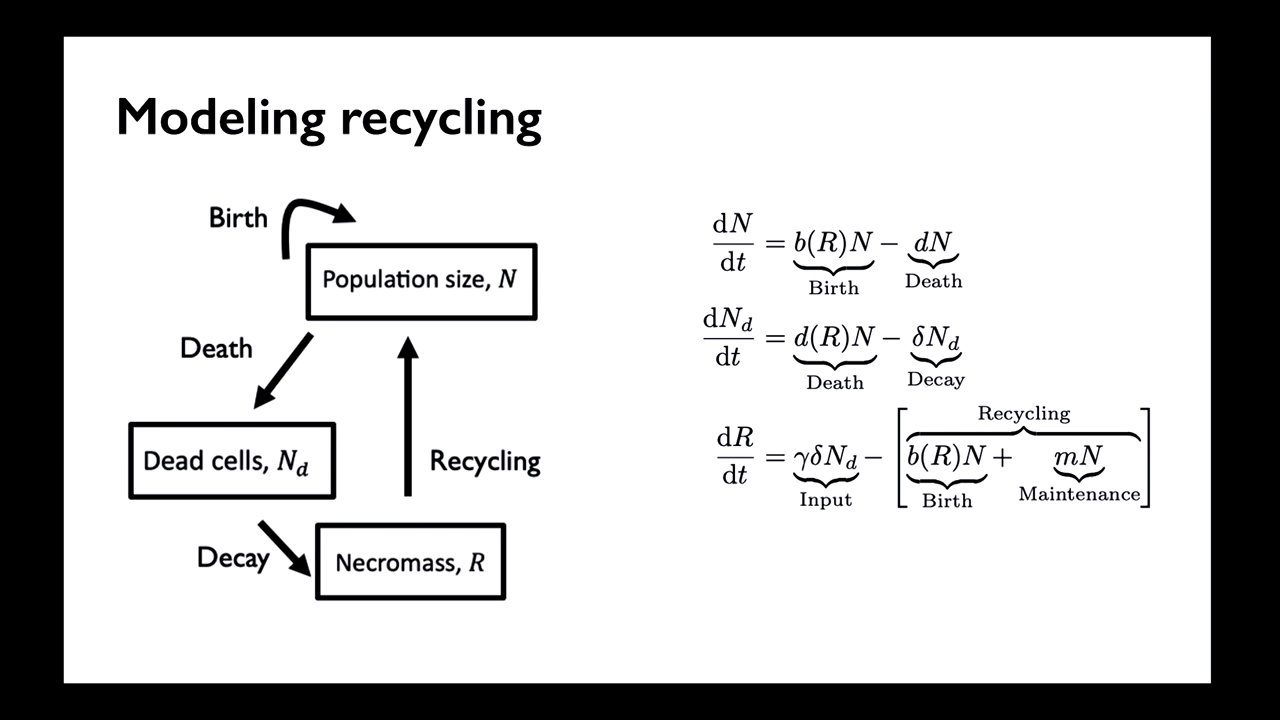 Modeling recycling
Birth
Population size, N
Death
Dead cells, N_d
Recycling
Decay
Necromass, R
dN/dt = b(R)N − dN
Birth
Death
dN_d/dt = d(R)N − δN_d
Death
Decay
Recycling
dR/dt = γδN_d − [b(R)N + mN]
Input
Birth
Maintenance